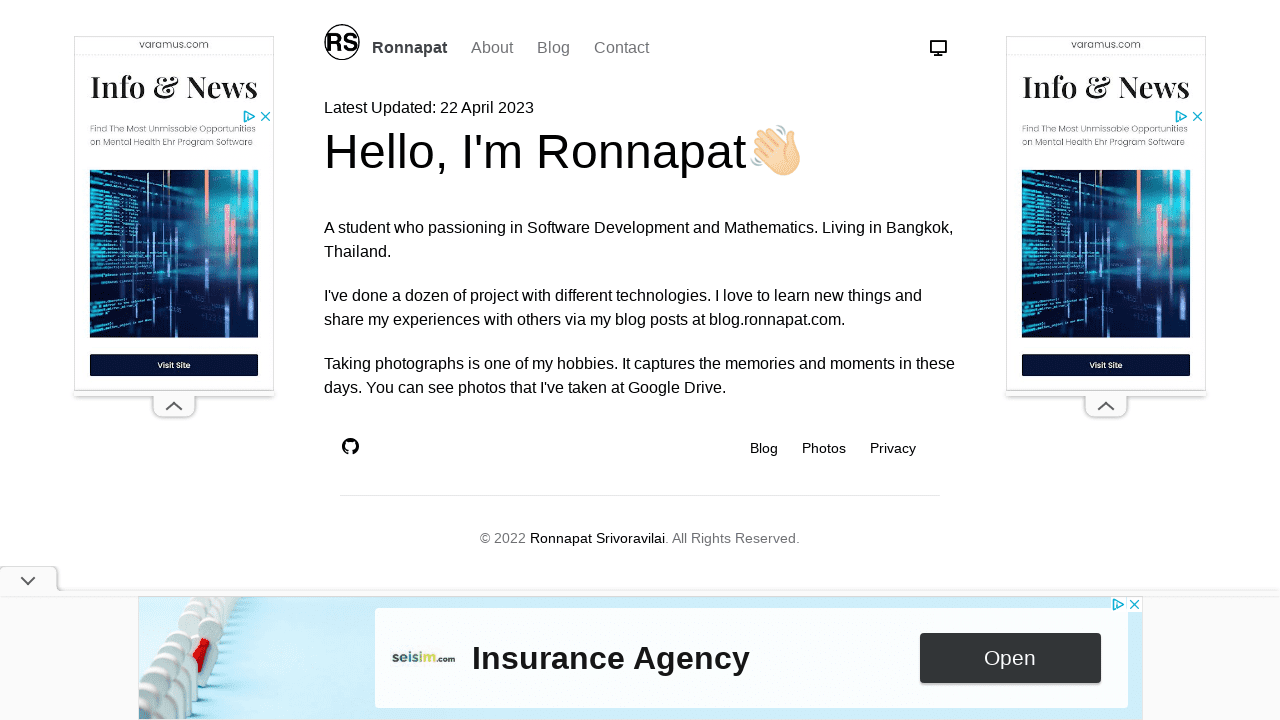 RS Ronnapat About Blog Contact
Latest Updated: 22 April 2023
Hello, I'm Ronnapat
A student who passioning in Software Development and Mathematics. Living in Bangkok,
Thailand.
I've done a dozen of project with different technologies. I love to learn new things and
share my experiences with others via my blog posts at blog.ronnapat.com.
Taking photographs is one of my hobbies. It captures the memories and moments in these
days. You can see photos that I've taken at Google Drive.
Blog Photos Privacy
© 2022 Ronnapat Srivoravilai. All Rights Reserved.
varamus.com
Info & News
Find The Most Unmissable Opportunities
on Mental Health Ehr Program Software
Visit Site
varamus.com
Info & News
Find The Most Unmissable Opportunities
on Mental Health Ehr Program Software
Visit Site
seisim.com
Insurance Agency
Open